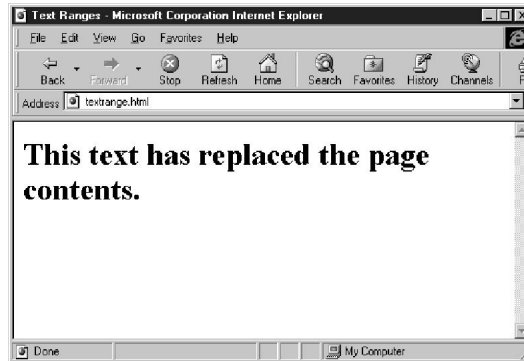 Text Ranges - Microsoft Corporation Internet Explorer
File Edit View Go Favorites Help
Back Forward Stop Refresh Home Search Favorites History Channels
Address textrange.html
This text has replaced the page
contents.
Done My Computer